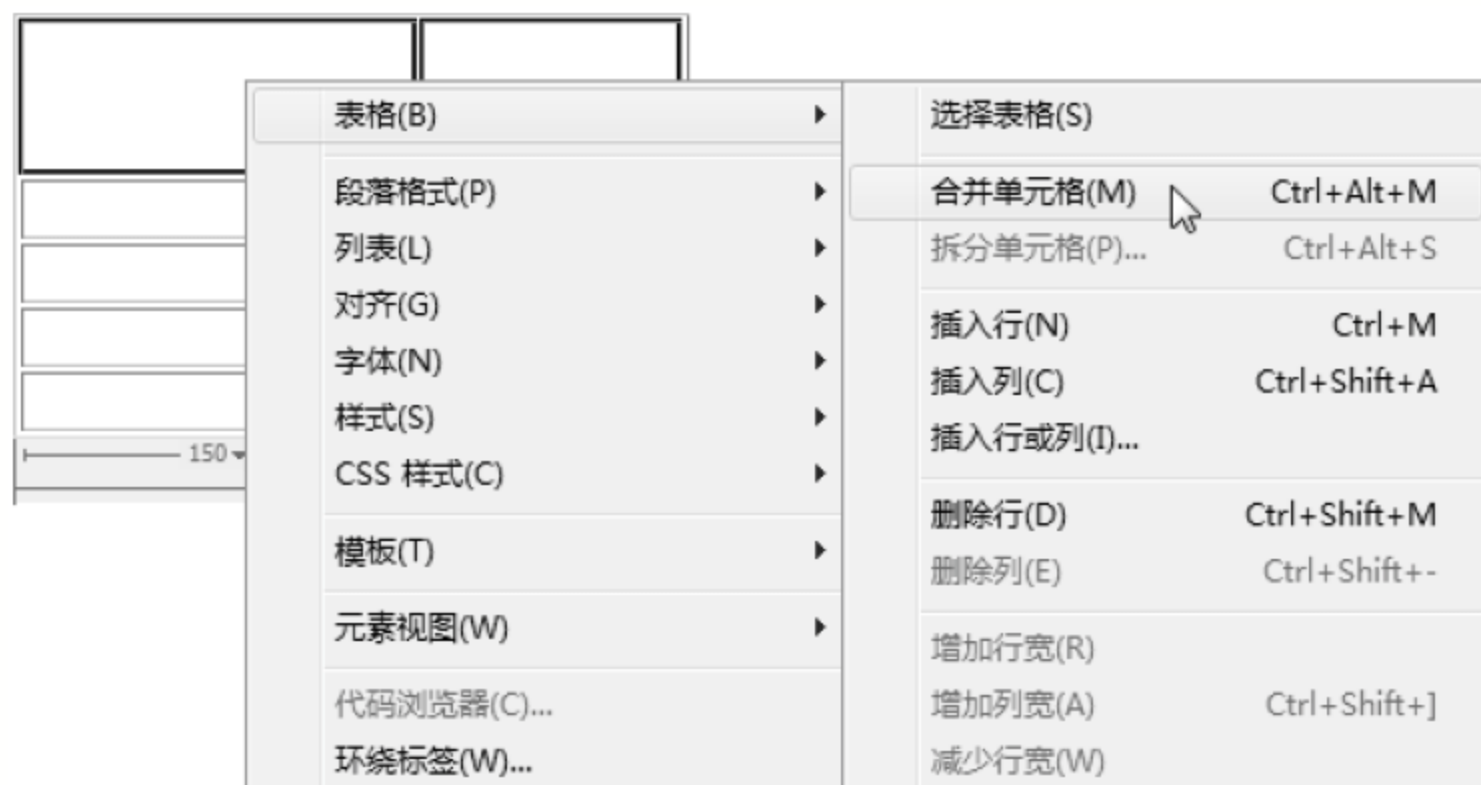 表格(B)
段落格式(P)
列表(L)
对齐(G)
字体(N)
样式(S)
CSS 样式(C)
模板(T)
元素视图(W)
代码浏览器(C)...
环绕标签(W)...
选择表格(S)
合并单元格(M) Ctrl+Alt+M
拆分单元格(P)... Ctrl+Alt+S
插入行(N) Ctrl+M
插入列(C) Ctrl+Shift+A
插入行或列(I)...
删除行(D) Ctrl+Shift+M
删除列(E) Ctrl+Shift+-
增加行宽(R)
增加列宽(A) Ctrl+Shift+]
减少行宽(W)
150